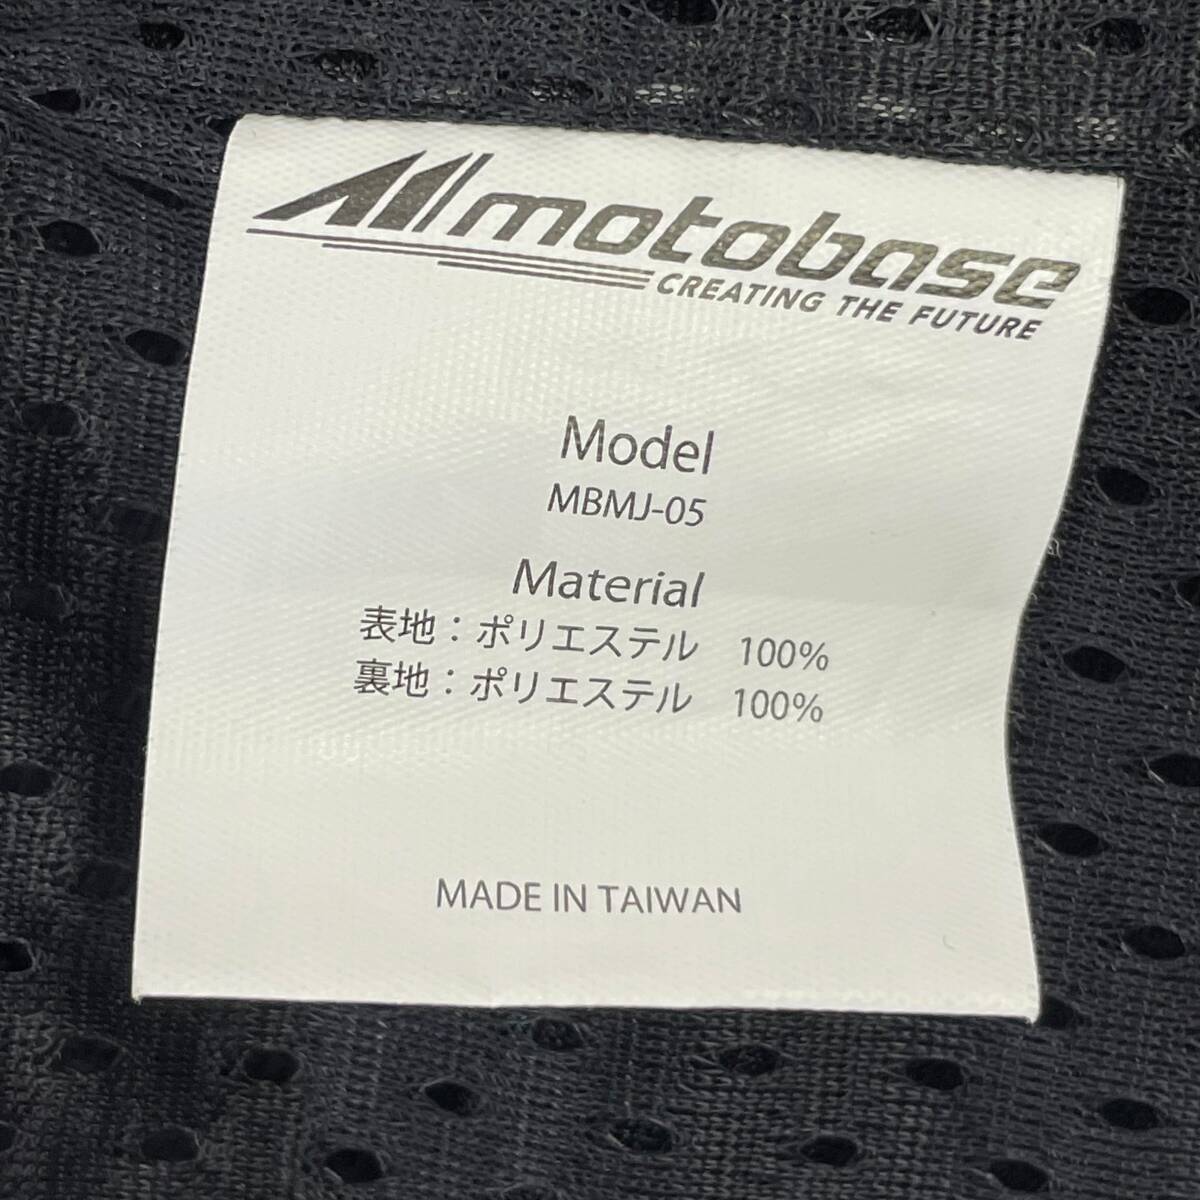 motobase
CREATING THE FUTURE
Model
MBMJ-05
Material
表地：ポリエステル　100%
裏地：ポリエステル　100%
MADE IN TAIWAN